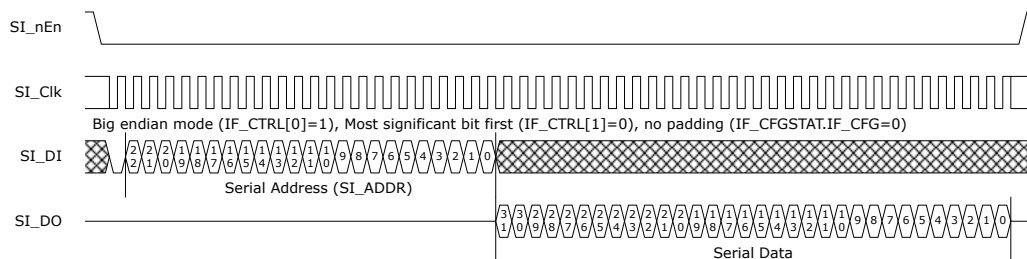 SI_nEn
SI_Clk
Big endian mode (IF_CTRL[0]=1), Most significant bit first (IF_CTRL[1]=0), no padding (IF_CFGSTAT.IF_CFG=0)
SI_DI
22 21 20 19 18 17 16 15 14 13 12 11 10 9 8 7 6 5 4 3 2 1 0
Serial Address (SI_ADDR)
SI_DO
31 30 29 28 27 26 25 24 23 22 21 20 19 18 17 16 15 14 13 12 11 10 9 8 7 6 5 4 3 2 1 0
Serial Data